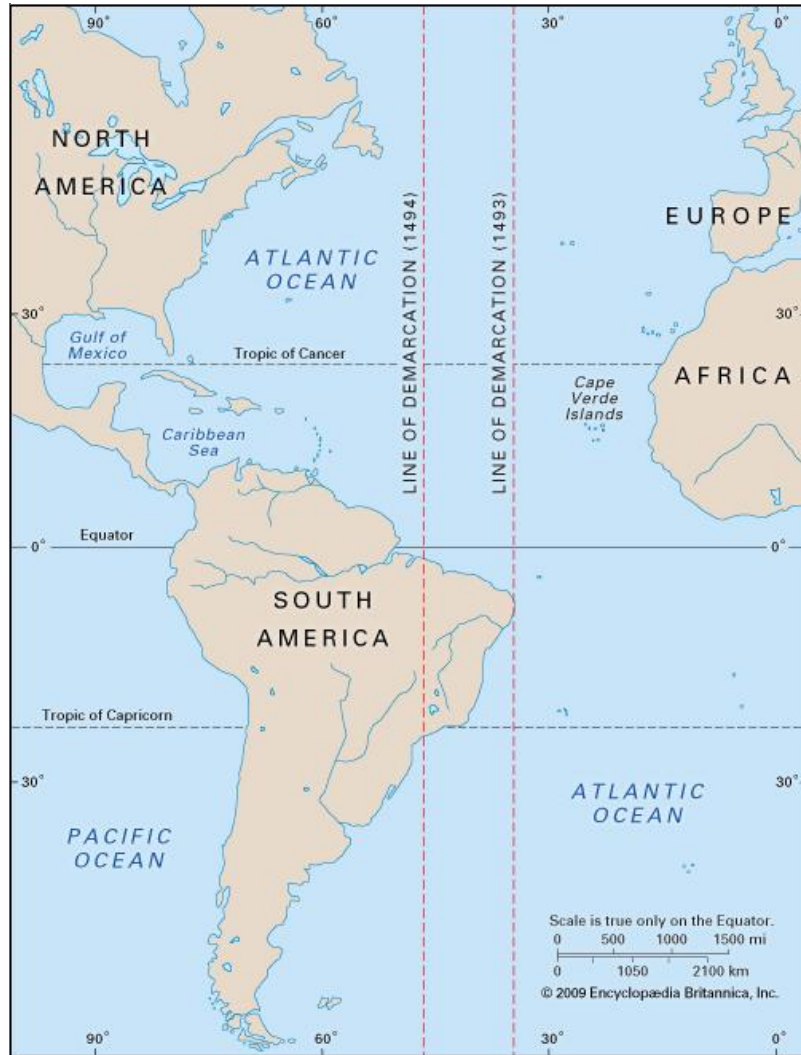 90°
60°
30°
0°
NORTH
AMERICA
EUROPE
ATLANTIC
OCEAN
LINE OF DEMARCATION (1494)
LINE OF DEMARCATION (1493)
30°
30°
Gulf of
Mexico
Tropic of Cancer
AFRICA
Cape
Verde
Islands
Caribbean
Sea
Equator
0°
0°
SOUTH
AMERICA
Tropic of Capricorn
30°
30°
ATLANTIC
OCEAN
PACIFIC
OCEAN
Scale is true only on the Equator.
0 500 1000 1500 mi
0 1050 2100 km
© 2009 Encyclopædia Britannica, Inc.
90°
60°
30°
0°